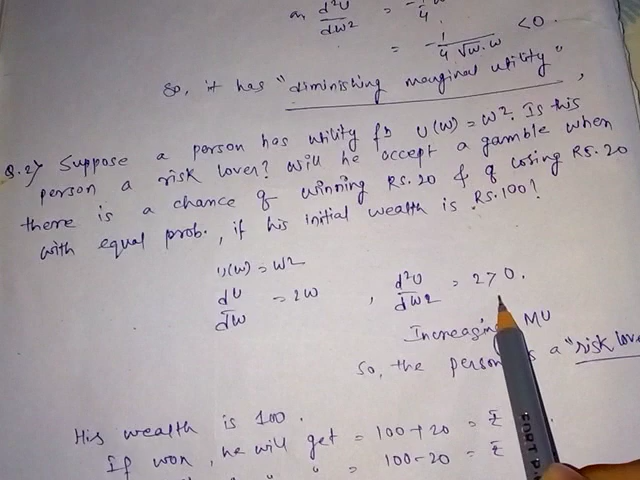 a, d²U/dW2 = -1/4 w
= -1/(4√w.w) <0.
So, it has "diminishing marginal utility",
Q.2) Suppose a person has utility fn U(W) = W². Is this
person a risk lover? Will he accept a gamble when
there is a chance of winning RS.20 & of losing RS.20
with equal prob., if his initial wealth is RS.100?
U(W) = W²
dU/dW = 2W , d²U/dW2 = 2>0.
Increasing MU
So, the person a "risk love
His wealth is 100.
If won, he will get = 100+20 = ₹
" " = 100-20 = ₹
FORT P